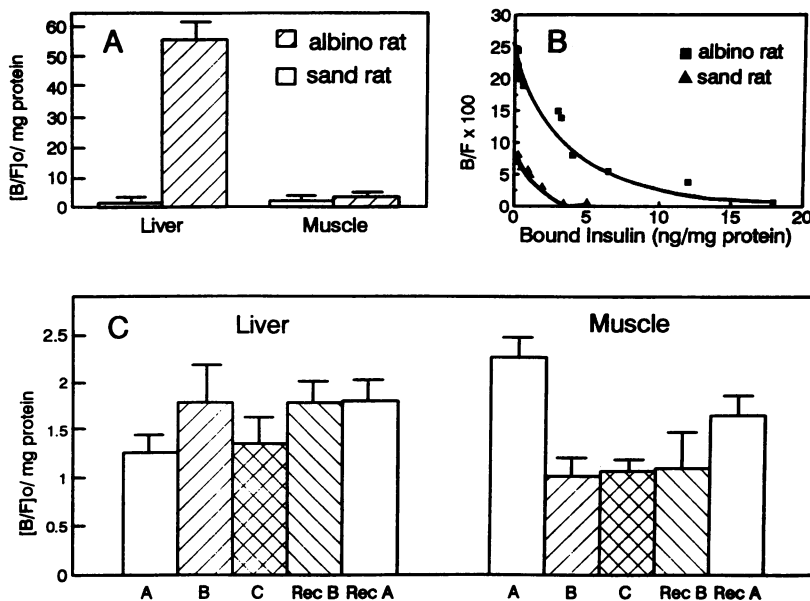 A
albino rat
sand rat
[B/F]o/ mg protein
60
50
40
30
20
10
0
Liver
Muscle
B
albino rat
sand rat
B/F x 100
30
25
20
15
10
5
0
0
5
10
15
20
Bound Insulin (ng/mg protein)
C
Liver
Muscle
[B/F]o/ mg protein
2.5
2
1.5
1
0.5
0
A B C Rec B Rec A
A B C Rec B Rec A